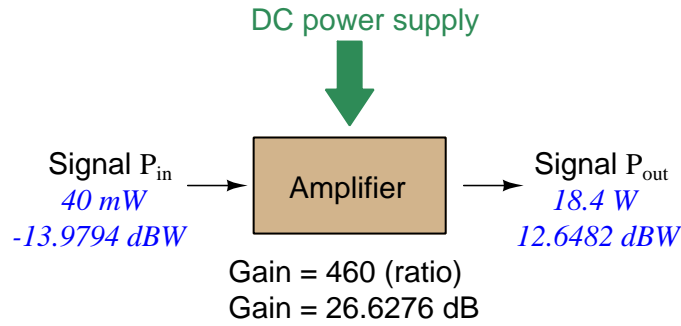 DC power supply
Signal P_in
40 mW
-13.9794 dBW
Amplifier
Signal P_out
18.4 W
12.6482 dBW
Gain = 460 (ratio)
Gain = 26.6276 dB